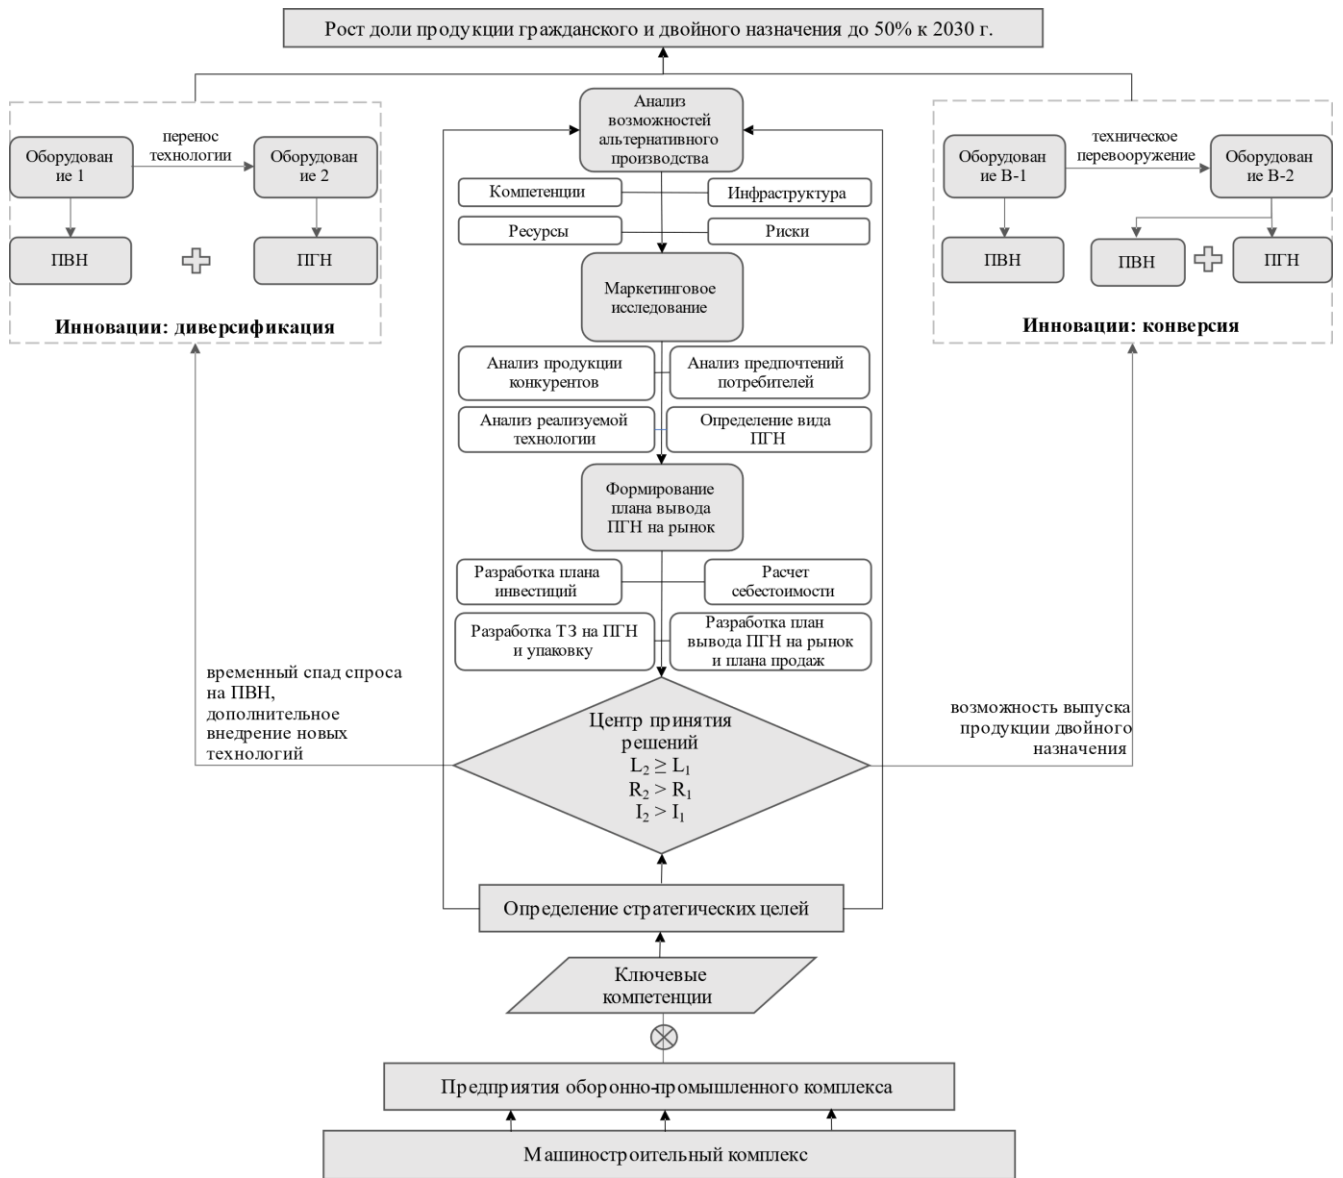 Рост доли продукции гражданского и двойного назначения до 50% к 2030 г.
Оборудован
ие 1
перенос
технологии
Оборудован
ие 2
ПВН
ПГН
Инновации: диверсификация
Анализ
возможностей
альтернативного
производства
Компетенции
Инфраструктура
Ресурсы
Риски
Маркетинговое
исследование
Анализ продукции
конкурентов
Анализ предпочтений
потребителей
Анализ реализуемой
технологии
Определение вида
ПГН
Формирование
плана вывода
ПГН на рынок
Разработка плана
инвестиций
Расчет
себестоимости
Разработка ТЗ на ПГН
и упаковку
Разработка план
вывода ПГН на рынок
и плана продаж
Оборудован
ие В-1
техническое
перевооружение
Оборудован
ие В-2
ПВН
ПВН
ПГН
Инновации: конверсия
временный спад спроса
на ПВН,
дополнительное
внедрение новых
технологий
Центр принятия
решений
L₂ ≥ L₁
R₂ > R₁
I₂ > I₁
возможность выпуска
продукции двойного
назначения
Определение стратегических целей
Ключевые
компетенции
Предприятия оборонно-промышленного комплекса
Машиностроительный комплекс